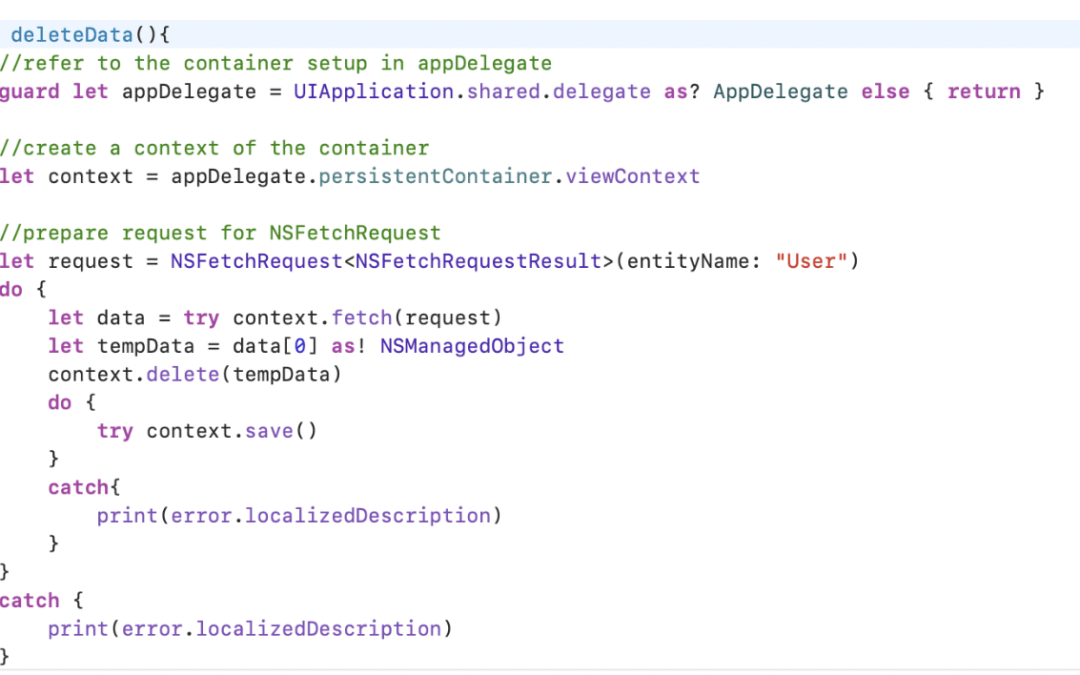 deleteData(){
//refer to the container setup in appDelegate
guard let appDelegate = UIApplication.shared.delegate as? AppDelegate else { return }
//create a context of the container
let context = appDelegate.persistentContainer.viewContext
//prepare request for NSFetchRequest
let request = NSFetchRequest<NSFetchRequestResult>(entityName: "User")
do {
    let data = try context.fetch(request)
    let tempData = data[0] as! NSManagedObject
    context.delete(tempData)
    do {
        try context.save()
    }
    catch{
        print(error.localizedDescription)
    }
}
catch {
    print(error.localizedDescription)
}